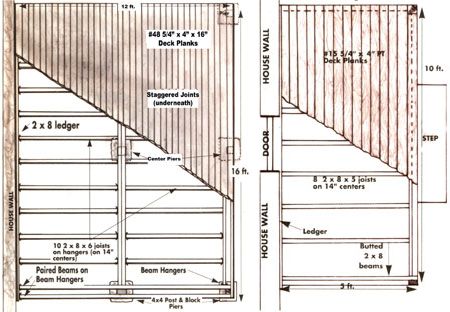 12 ft.
#48 5/4" x 4" x 16"
Deck Planks
Staggered Joints
(underneath)
2 x 8 ledger
Center Piers
16 ft.
10 2 x 8 x 6 joists
on hangers (on 14"
centers)
Paired Beams on
Beam Hangers
Beam Hangers
4x4 Post & Block
Piers
HOUSE WALL
HOUSE WALL
DOOR
HOUSE WALL
#15 5/4" x 4" PT
Deck Planks
10 ft.
STEP
8 2 x 8 x 5 joists
on 14" centers
Ledger
Butted
2 x 8
beams
5 ft.